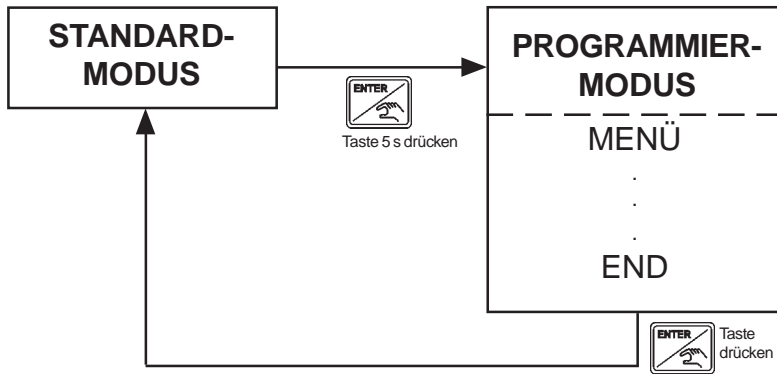 STANDARD-
MODUS
ENTER
Taste 5 s drücken
PROGRAMMIER-
MODUS
MENÜ
.
.
.
END
ENTER
Taste
drücken